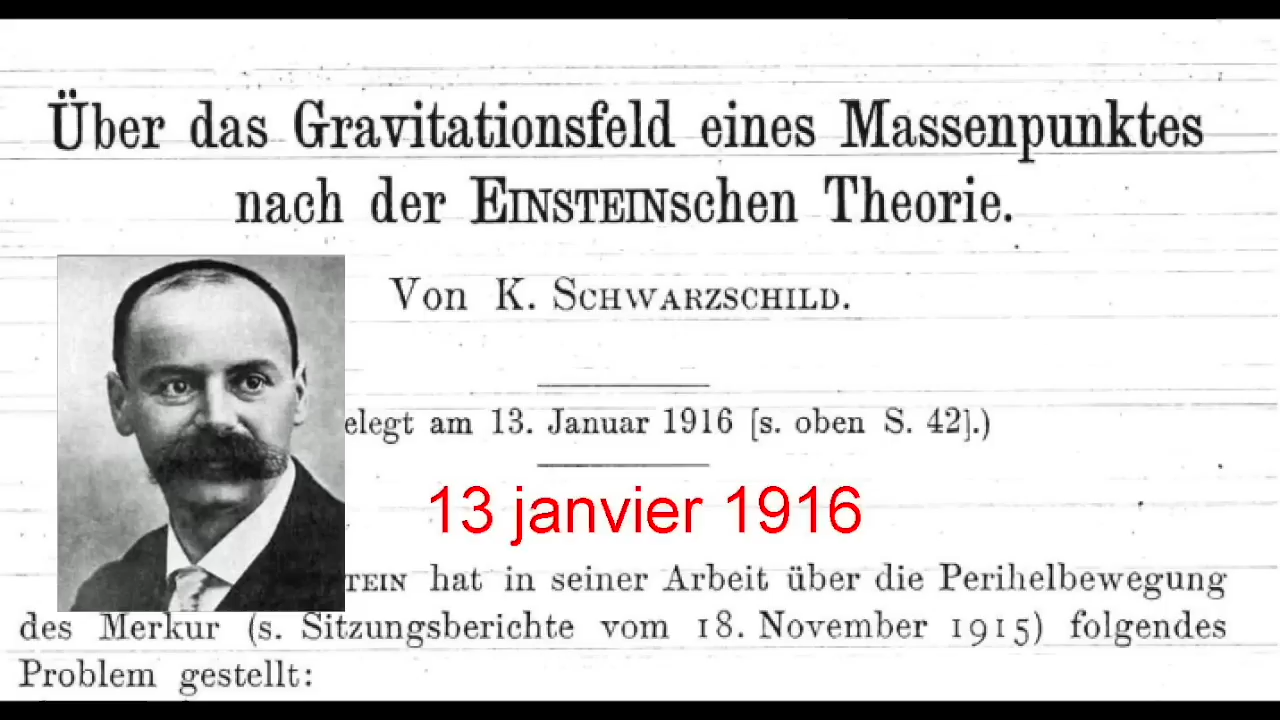 Über das Gravitationsfeld eines Massenpunktes
nach der EINSTEINschen Theorie.
Von K. SCHWARZSCHILD.
elegt am 13. Januar 1916 [s. oben S. 42].)
13 janvier 1916
TEIN hat in seiner Arbeit über die Perihelbewegung
des Merkur (s. Sitzungsberichte vom 18. November 1915) folgendes
Problem gestellt: